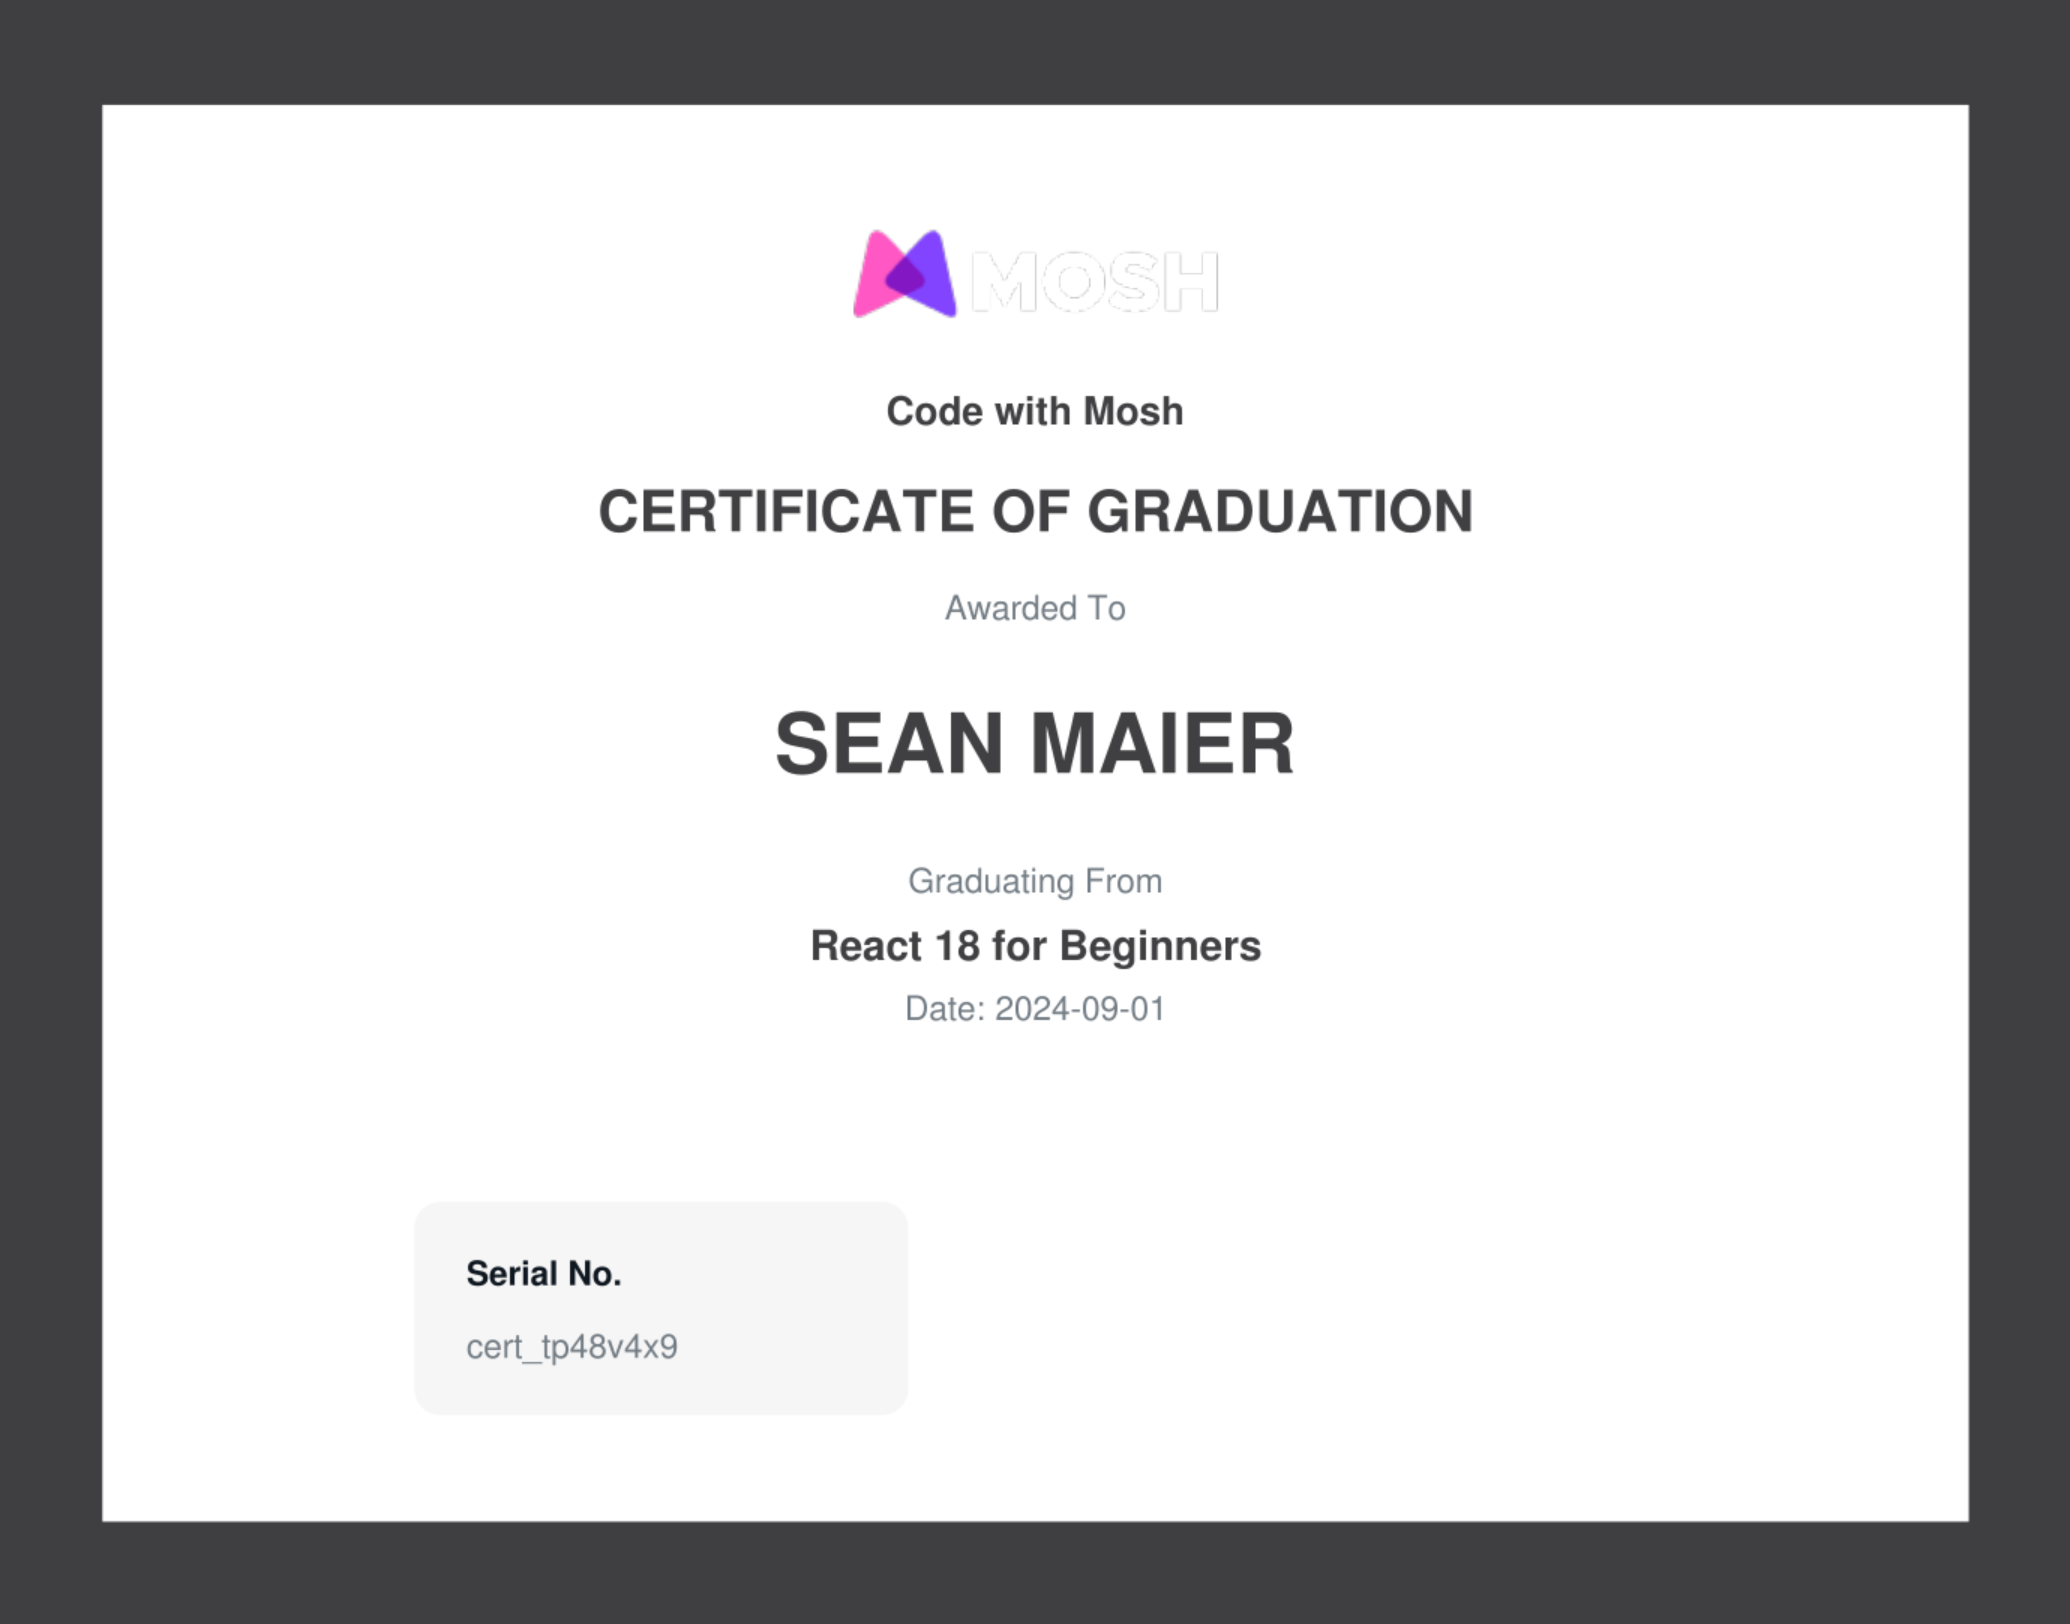 MOSH
Code with Mosh
CERTIFICATE OF GRADUATION
Awarded To
SEAN MAIER
Graduating From
React 18 for Beginners
Date: 2024-09-01
Serial No.
cert_tp48v4x9